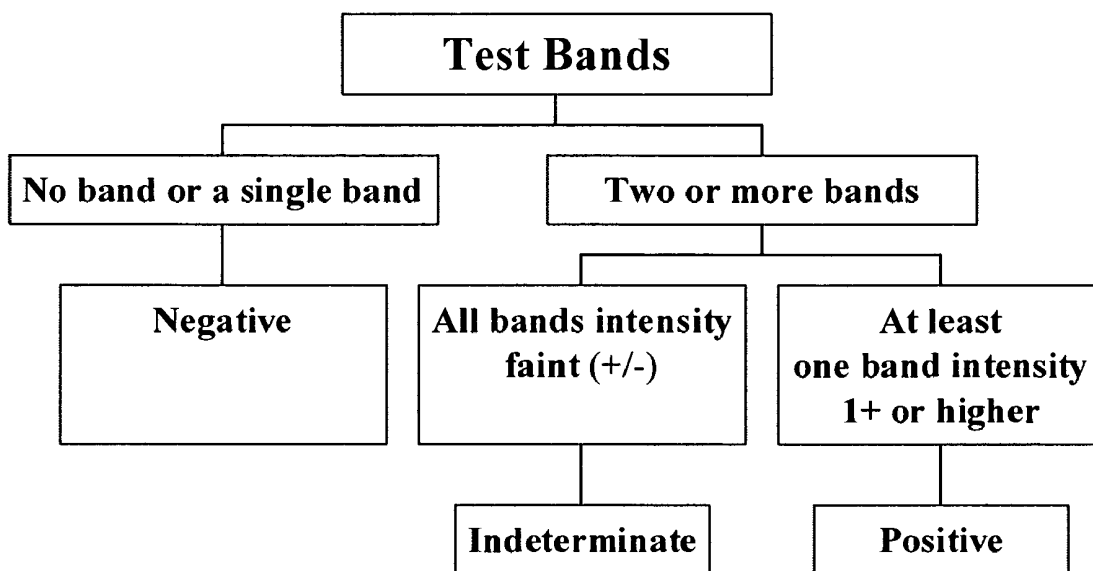 Test Bands
No band or a single band
Two or more bands
Negative
All bands intensity
faint (+/-)
At least
one band intensity
1+ or higher
Indeterminate
Positive